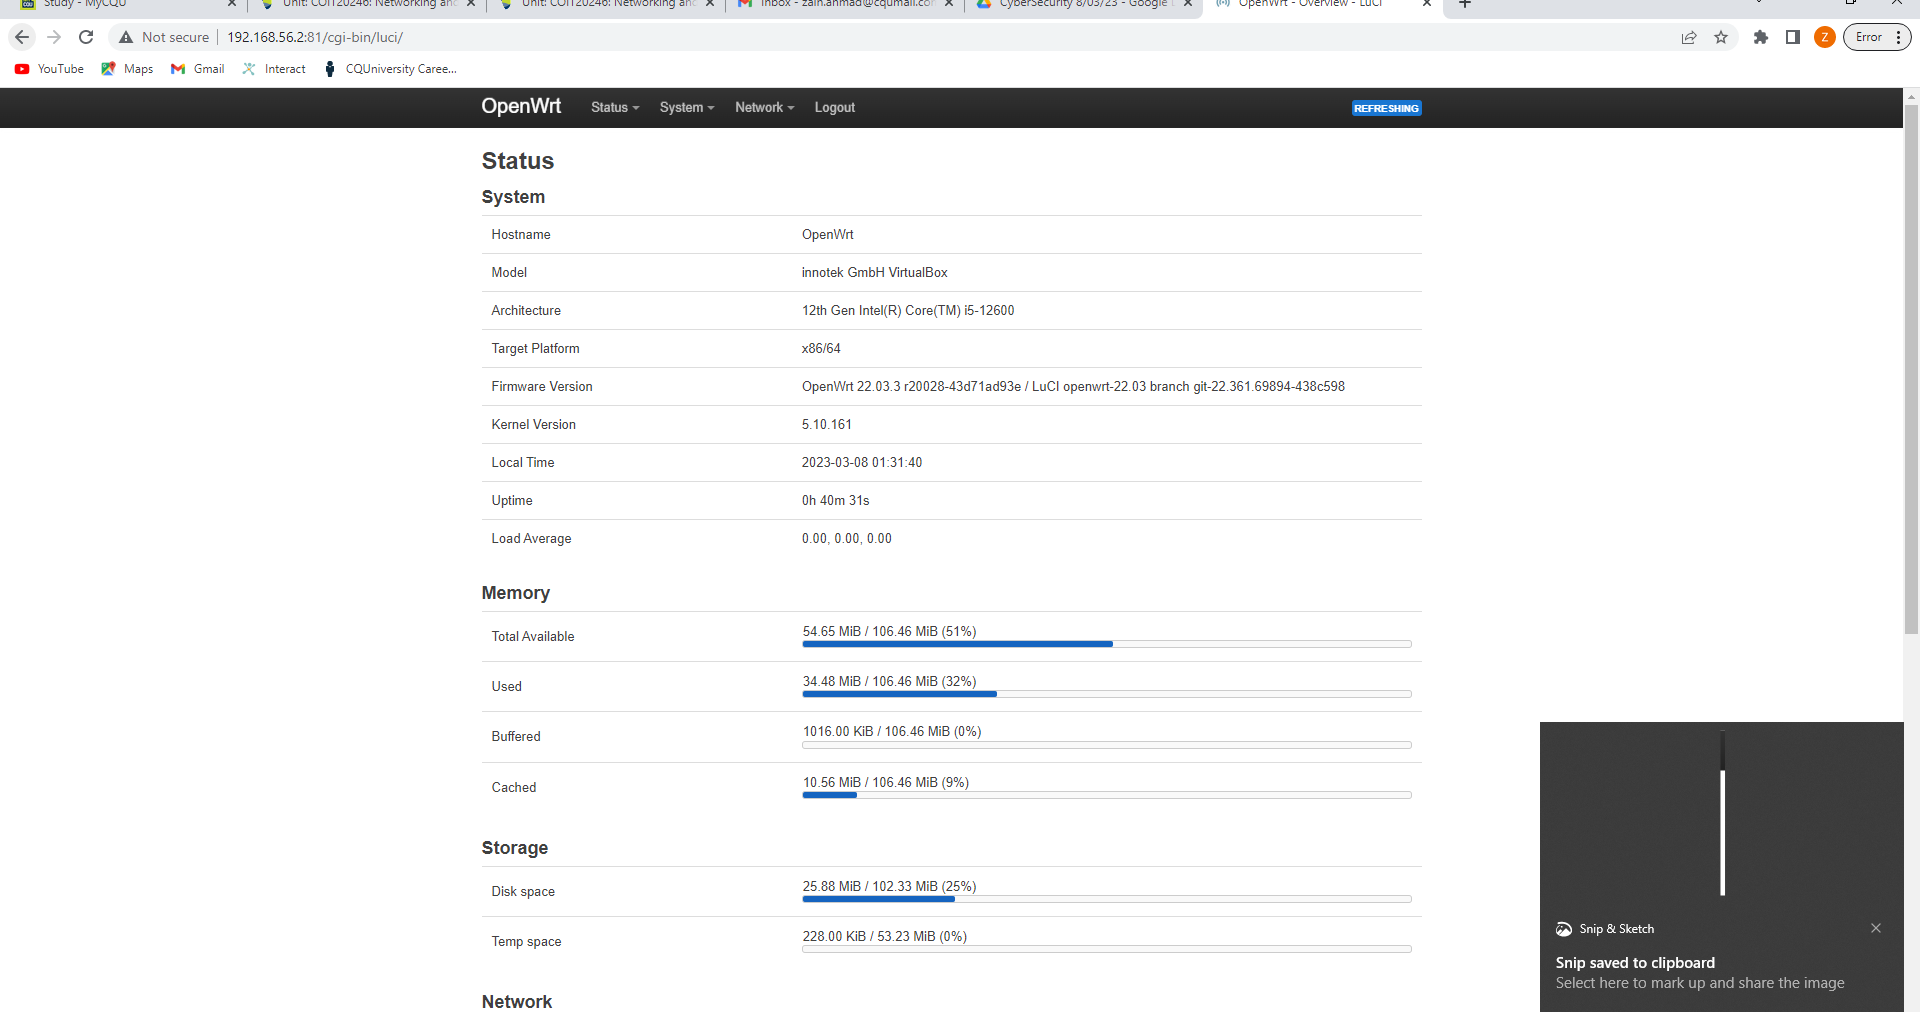 Study - MyCQU
Unit: COIT20246: Networking and
Unit: COIT20246: Networking and
Inbox - zain.ahmad@cqumail.com
CyberSecurity 8/03/23 - Google
OpenWrt - Overview - LuCI
Not secure 192.168.56.2:81/cgi-bin/luci/
Z
Error
YouTube Maps Gmail Interact CQUniversity Caree...
OpenWrt Status System Network Logout REFRESHING
Status
System
Hostname OpenWrt
Model innotek GmbH VirtualBox
Architecture 12th Gen Intel(R) Core(TM) i5-12600
Target Platform x86/64
Firmware Version OpenWrt 22.03.3 r20028-43d71ad93e / LuCI openwrt-22.03 branch git-22.361.69894-438c598
Kernel Version 5.10.161
Local Time 2023-03-08 01:31:40
Uptime 0h 40m 31s
Load Average 0.00, 0.00, 0.00
Memory
Total Available 54.65 MiB / 106.46 MiB (51%)
Used 34.48 MiB / 106.46 MiB (32%)
Buffered 1016.00 KiB / 106.46 MiB (0%)
Cached 10.56 MiB / 106.46 MiB (9%)
Storage
Disk space 25.88 MiB / 102.33 MiB (25%)
Temp space 228.00 KiB / 53.23 MiB (0%)
Network
Snip & Sketch
Snip saved to clipboard
Select here to mark up and share the image